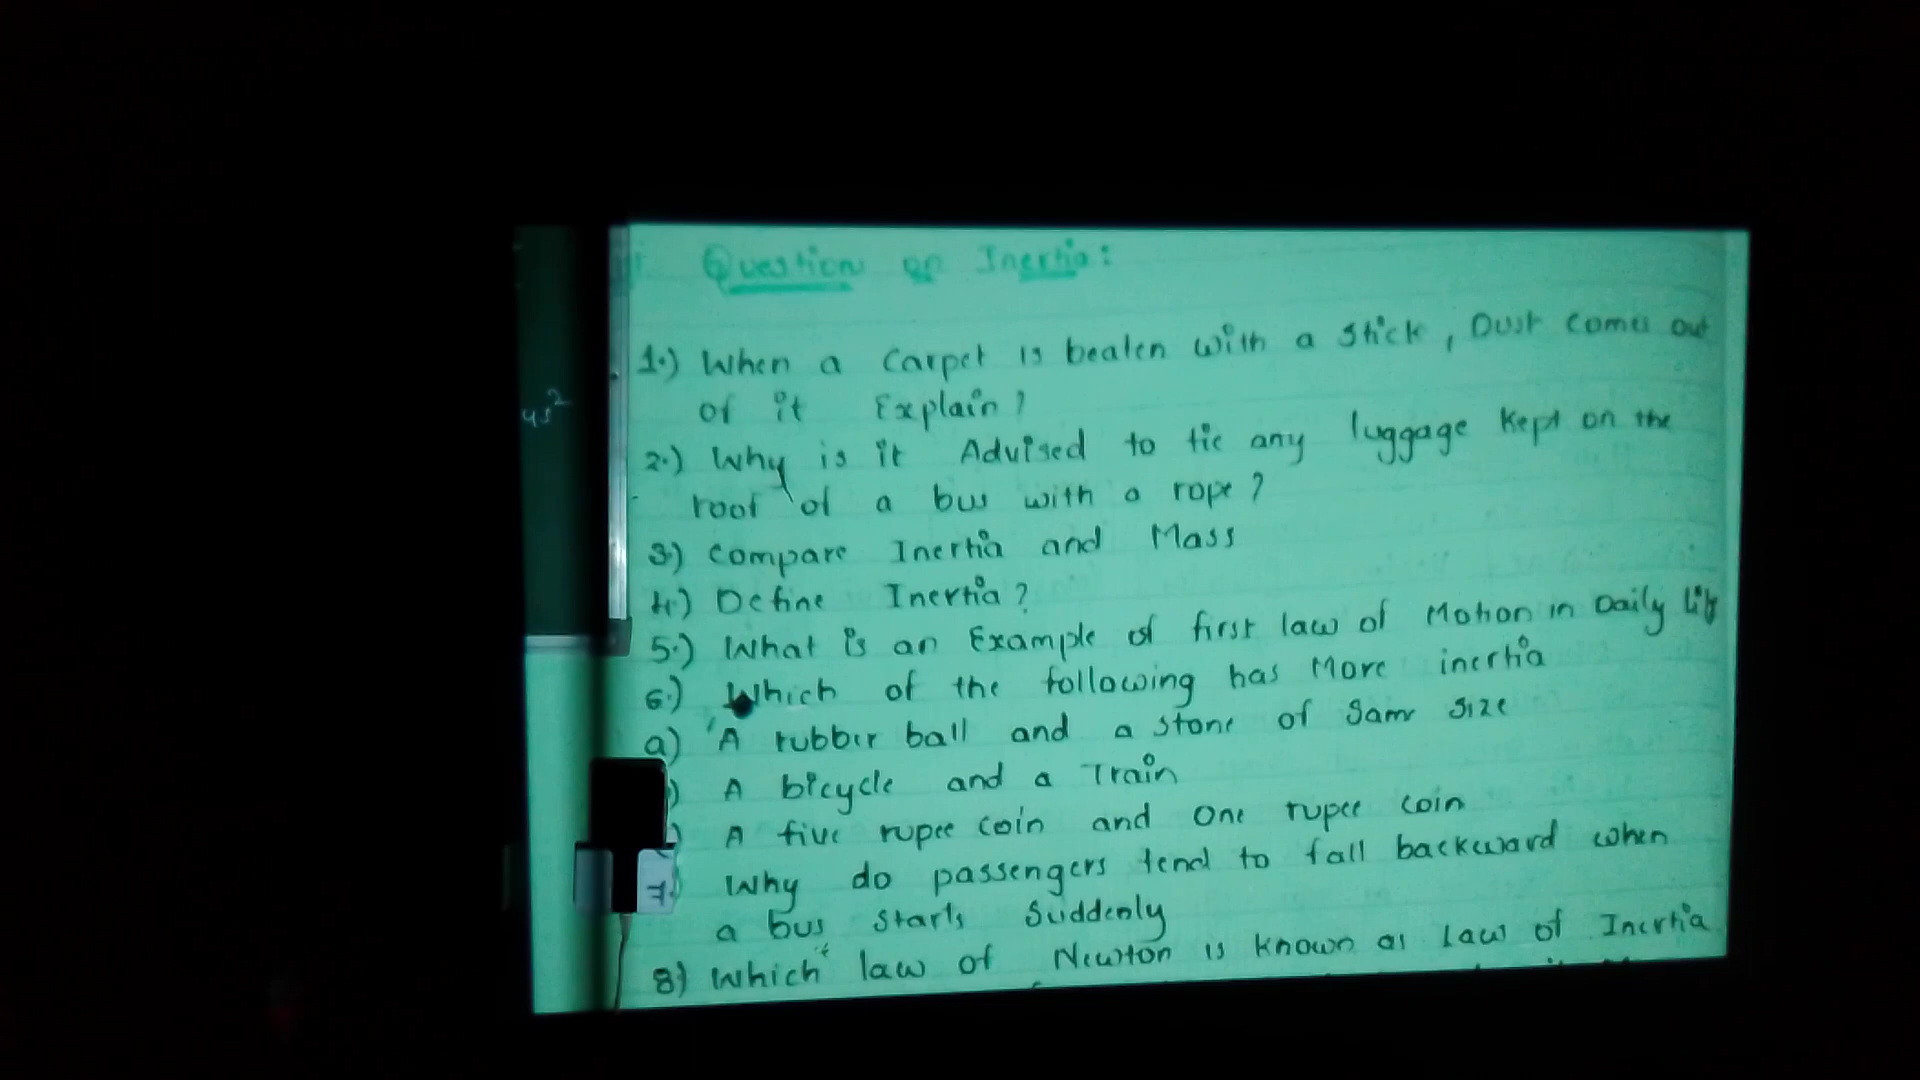 Question on Inertia:
1.) When a carpet is beaten with a stick, Dust comes out
of it Explain?
2.) Why is it Advised to tie any luggage kept on the
roof of a bus with a rope?
3.) Compare Inertia and Mass
4.) Define Inertia?
5.) What is an Example of first law of Motion in Daily life
6.) Which of the following has More inertia
a) A rubber ball and a stone of Same size
) A bicycle and a Train
) A five rupee coin and One rupee coin
7.) Why do passengers tend to fall backward when
a bus Starts Suddenly
8) Which law of Newton is known as law of Inertia
4s²